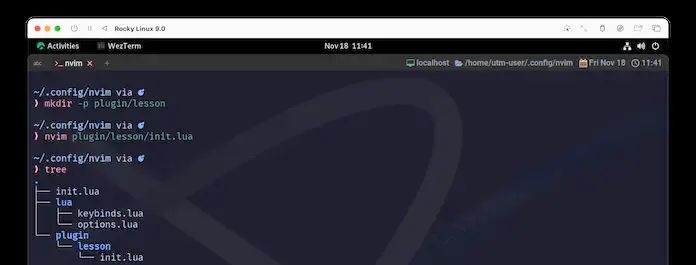 Rocky Linux 9.0
Activities WezTerm Nov 18 11:41
abc >_ nvim × + localhost /home/utm-user/.config/nvim Fri Nov 18 11:41
~/.config/nvim via
❯ mkdir -p plugin/lesson
~/.config/nvim via
❯ nvim plugin/lesson/init.lua
~/.config/nvim via
❯ tree
.
├── init.lua
├── lua
│   ├── keybinds.lua
│   └── options.lua
└── plugin
    └── lesson
        └── init.lua